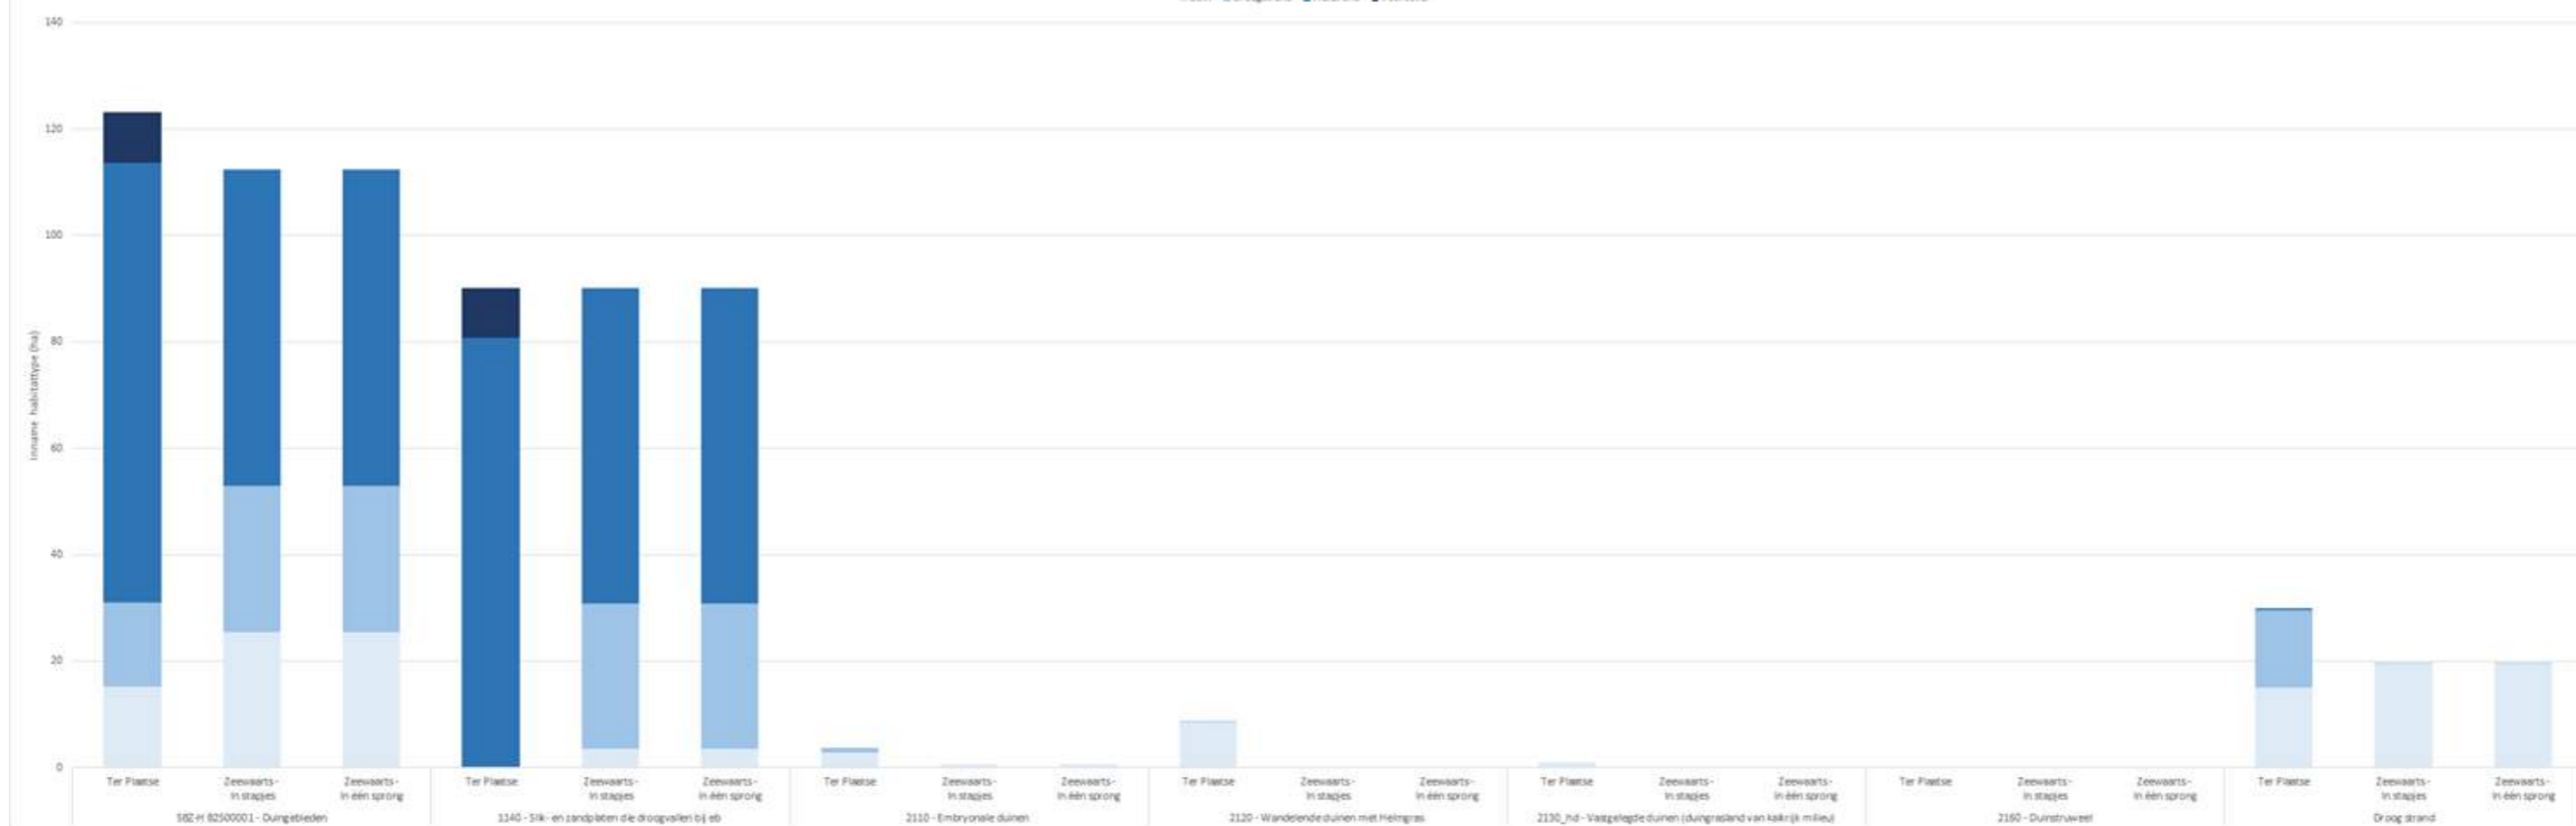 140
120
100
80
60
40
20
0
Inname habitattype (ha)
Ter Plaatse
Zeewaarts -
In stapjes
Zeewaarts -
In één sprong
Ter Plaatse
Zeewaarts -
In stapjes
Zeewaarts -
In één sprong
Ter Plaatse
Zeewaarts -
In stapjes
Zeewaarts -
In één sprong
Ter Plaatse
Zeewaarts -
In stapjes
Zeewaarts -
In één sprong
Ter Plaatse
Zeewaarts -
In stapjes
Zeewaarts -
In één sprong
Ter Plaatse
Zeewaarts -
In stapjes
Zeewaarts -
In één sprong
Ter Plaatse
Zeewaarts -
In stapjes
Zeewaarts -
In één sprong
SBZ-H B2500001 - Duingebieden
1140 - Slik- en zandplaten die droogvallen bij eb
2110 - Embryonale duinen
2120 - Wandelende duinen met Helmgras
2130_hd - Vastgelegde duinen (duingrasland van kalkrijk milieu)
2160 - Duinstruweel
Droog strand